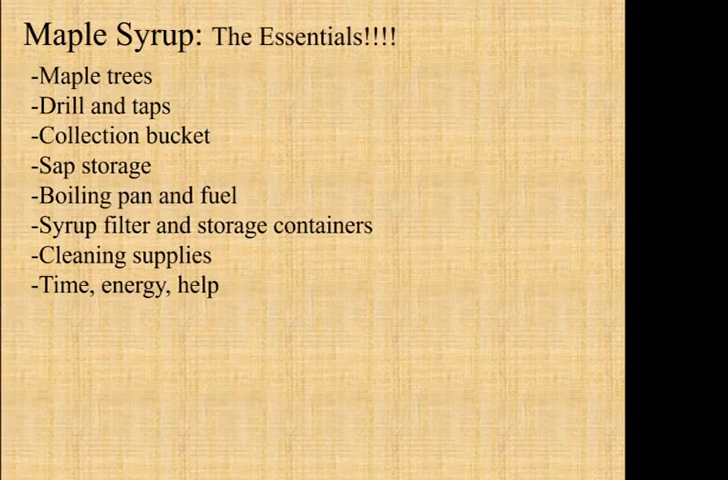 Maple Syrup: The Essentials!!!!
-Maple trees
-Drill and taps
-Collection bucket
-Sap storage
-Boiling pan and fuel
-Syrup filter and storage containers
-Cleaning supplies
-Time, energy, help